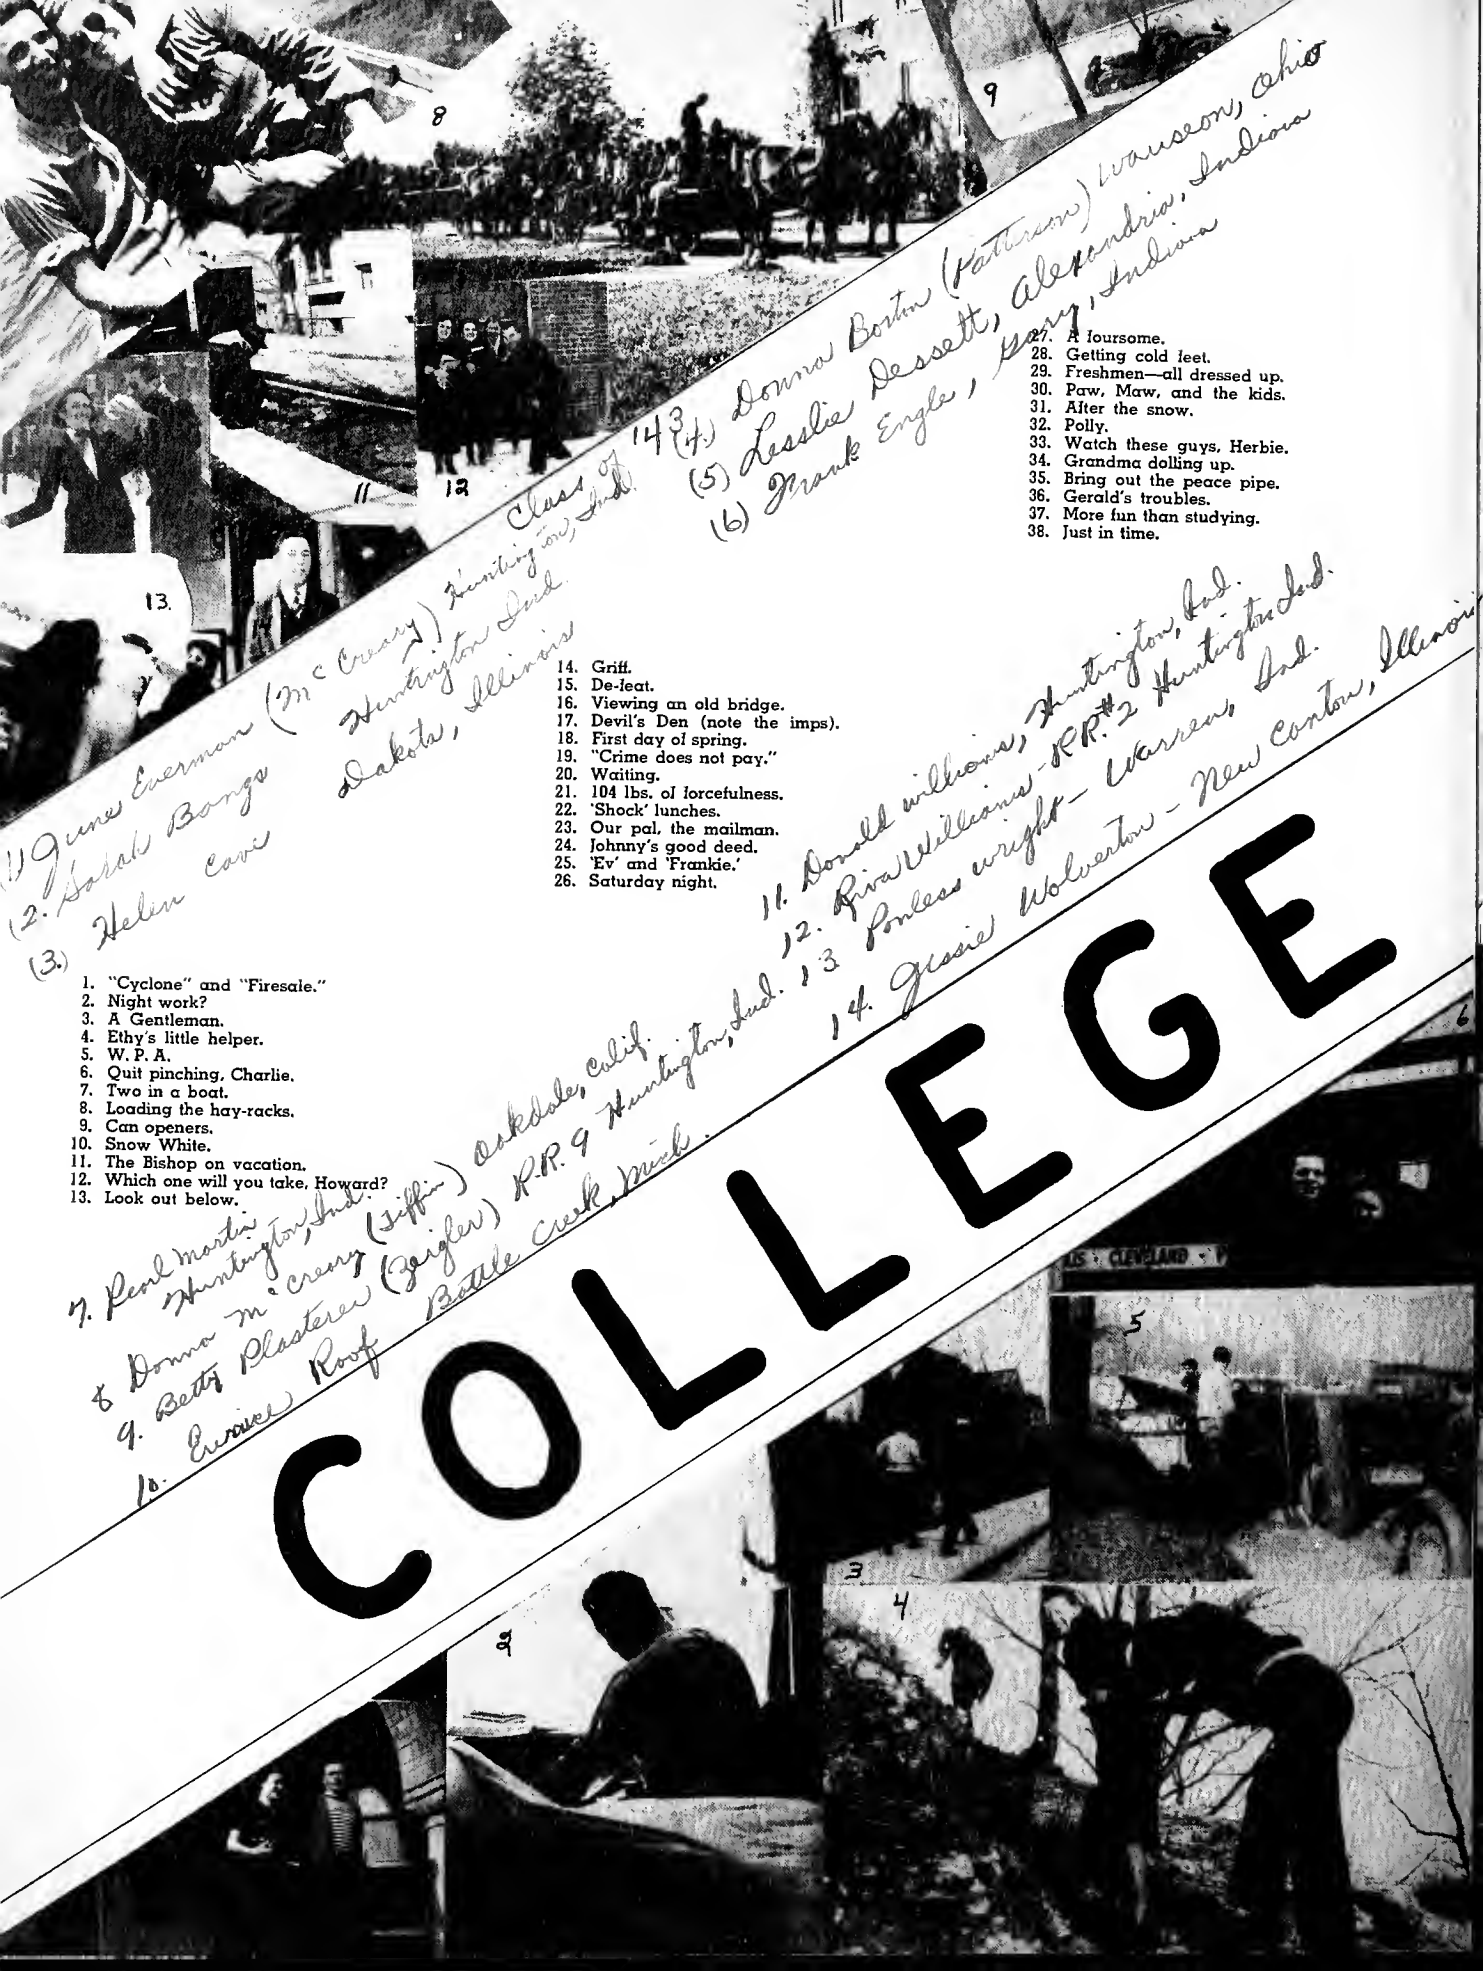 8
9
12
11
13.
Class of '43
(1) June Everman (McCreary) Huntington, Ind.
(2. Sarah Bangs Huntington Ind.
(3.) Helen Cave Dakota, Illinois
(4.) Donna Borton (Patterson) Wauseon, Ohio
(5) Lesslie Dessett, Alexandria, Indiana
(6) Frank Engle, Gary, Indiana
27. A foursome.
28. Getting cold feet.
29. Freshmen—all dressed up.
30. Paw, Maw, and the kids.
31. After the snow.
32. Polly.
33. Watch these guys, Herbie.
34. Grandma dolling up.
35. Bring out the peace pipe.
36. Gerald's troubles.
37. More fun than studying.
38. Just in time.
14. Griff.
15. De-feat.
16. Viewing an old bridge.
17. Devil's Den (note the imps).
18. First day of spring.
19. "Crime does not pay."
20. Waiting.
21. 104 lbs. of forcefulness.
22. 'Shock' lunches.
23. Our pal, the mailman.
24. Johnny's good deed.
25. 'Ev' and 'Frankie.'
26. Saturday night.
1. "Cyclone" and "Firesale."
2. Night work?
3. A Gentleman.
4. Ethy's little helper.
5. W. P. A.
6. Quit pinching, Charlie.
7. Two in a boat.
8. Loading the hay-racks.
9. Can openers.
10. Snow White.
11. The Bishop on vacation.
12. Which one will you take, Howard?
13. Look out below.
7. Pearl Martin
Huntington, Ind.
8 Donna McCreary (Tiffin) Oakdale, Calif.
9. Betty Plasterer (Zeigler) R.R. 9 Huntington, Ind.
10. Roof Battle Creek, Mich.
11. Donald Williams, Huntington, Ind.
12. Riva Williams - R.R. #2 Huntington Ind.
13. Ponless Wright - Warren, Ind.
14. Jessie Wolverton - New Canton, Illinois
COLLEGE
6
CLEVELAND
5
3
4
2